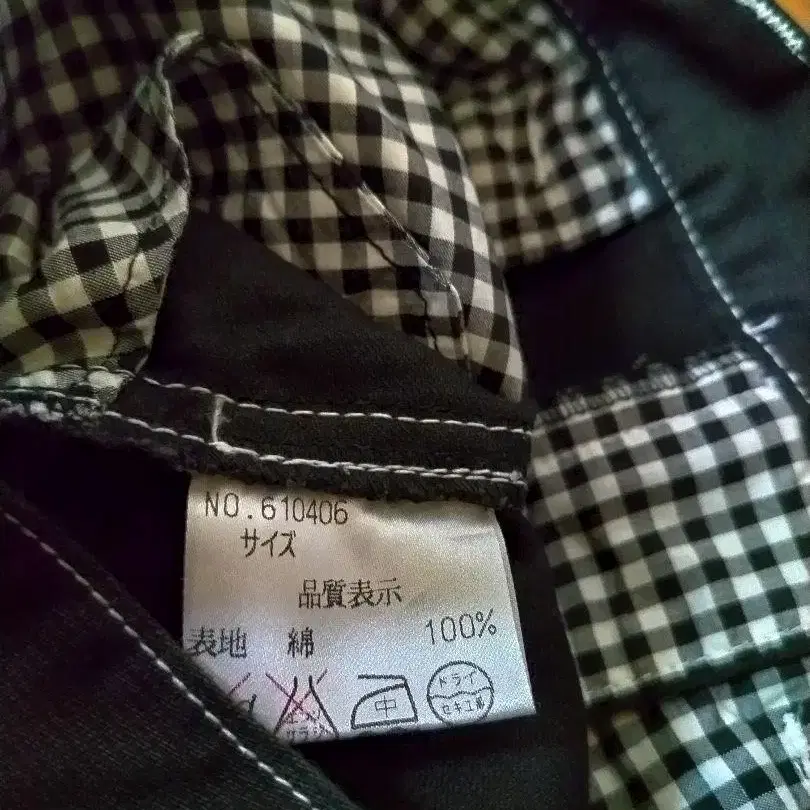 NO.610406
サイズ
品質表示
表地 綿 100%
中
ドライ
セキユ系